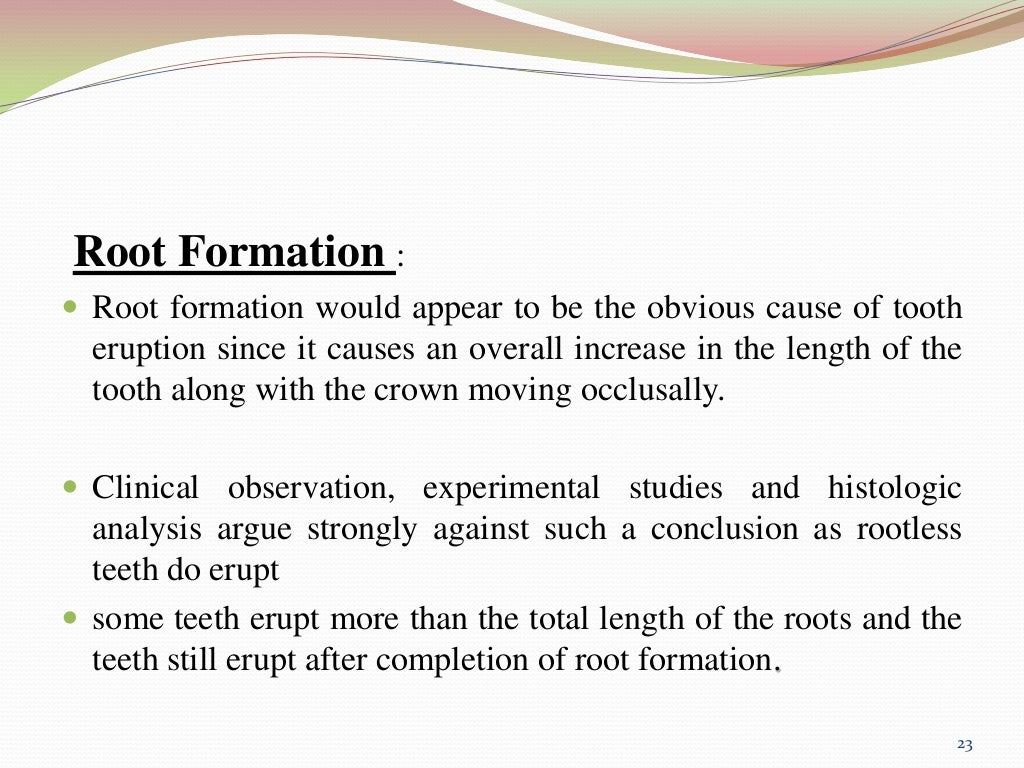 Root Formation :
Root formation would appear to be the obvious cause of tooth
eruption since it causes an overall increase in the length of the
tooth along with the crown moving occlusally.
Clinical observation, experimental studies and histologic
analysis argue strongly against such a conclusion as rootless
teeth do erupt
some teeth erupt more than the total length of the roots and the
teeth still erupt after completion of root formation.
23